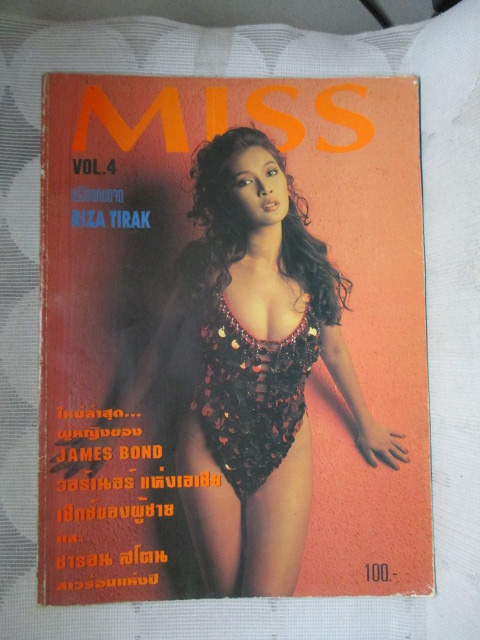 MISS
VOL.4
RIZA TIRAK
ใหม่ล่าสุด...
ผู้หญิงของ
JAMES BOND
วอร์เนอร์ แห่งเอเซีย
เซ็กซ์ของผู้ชาย
และ
ชารอน สโตน
สาวร้อนแห่งปี
100.-